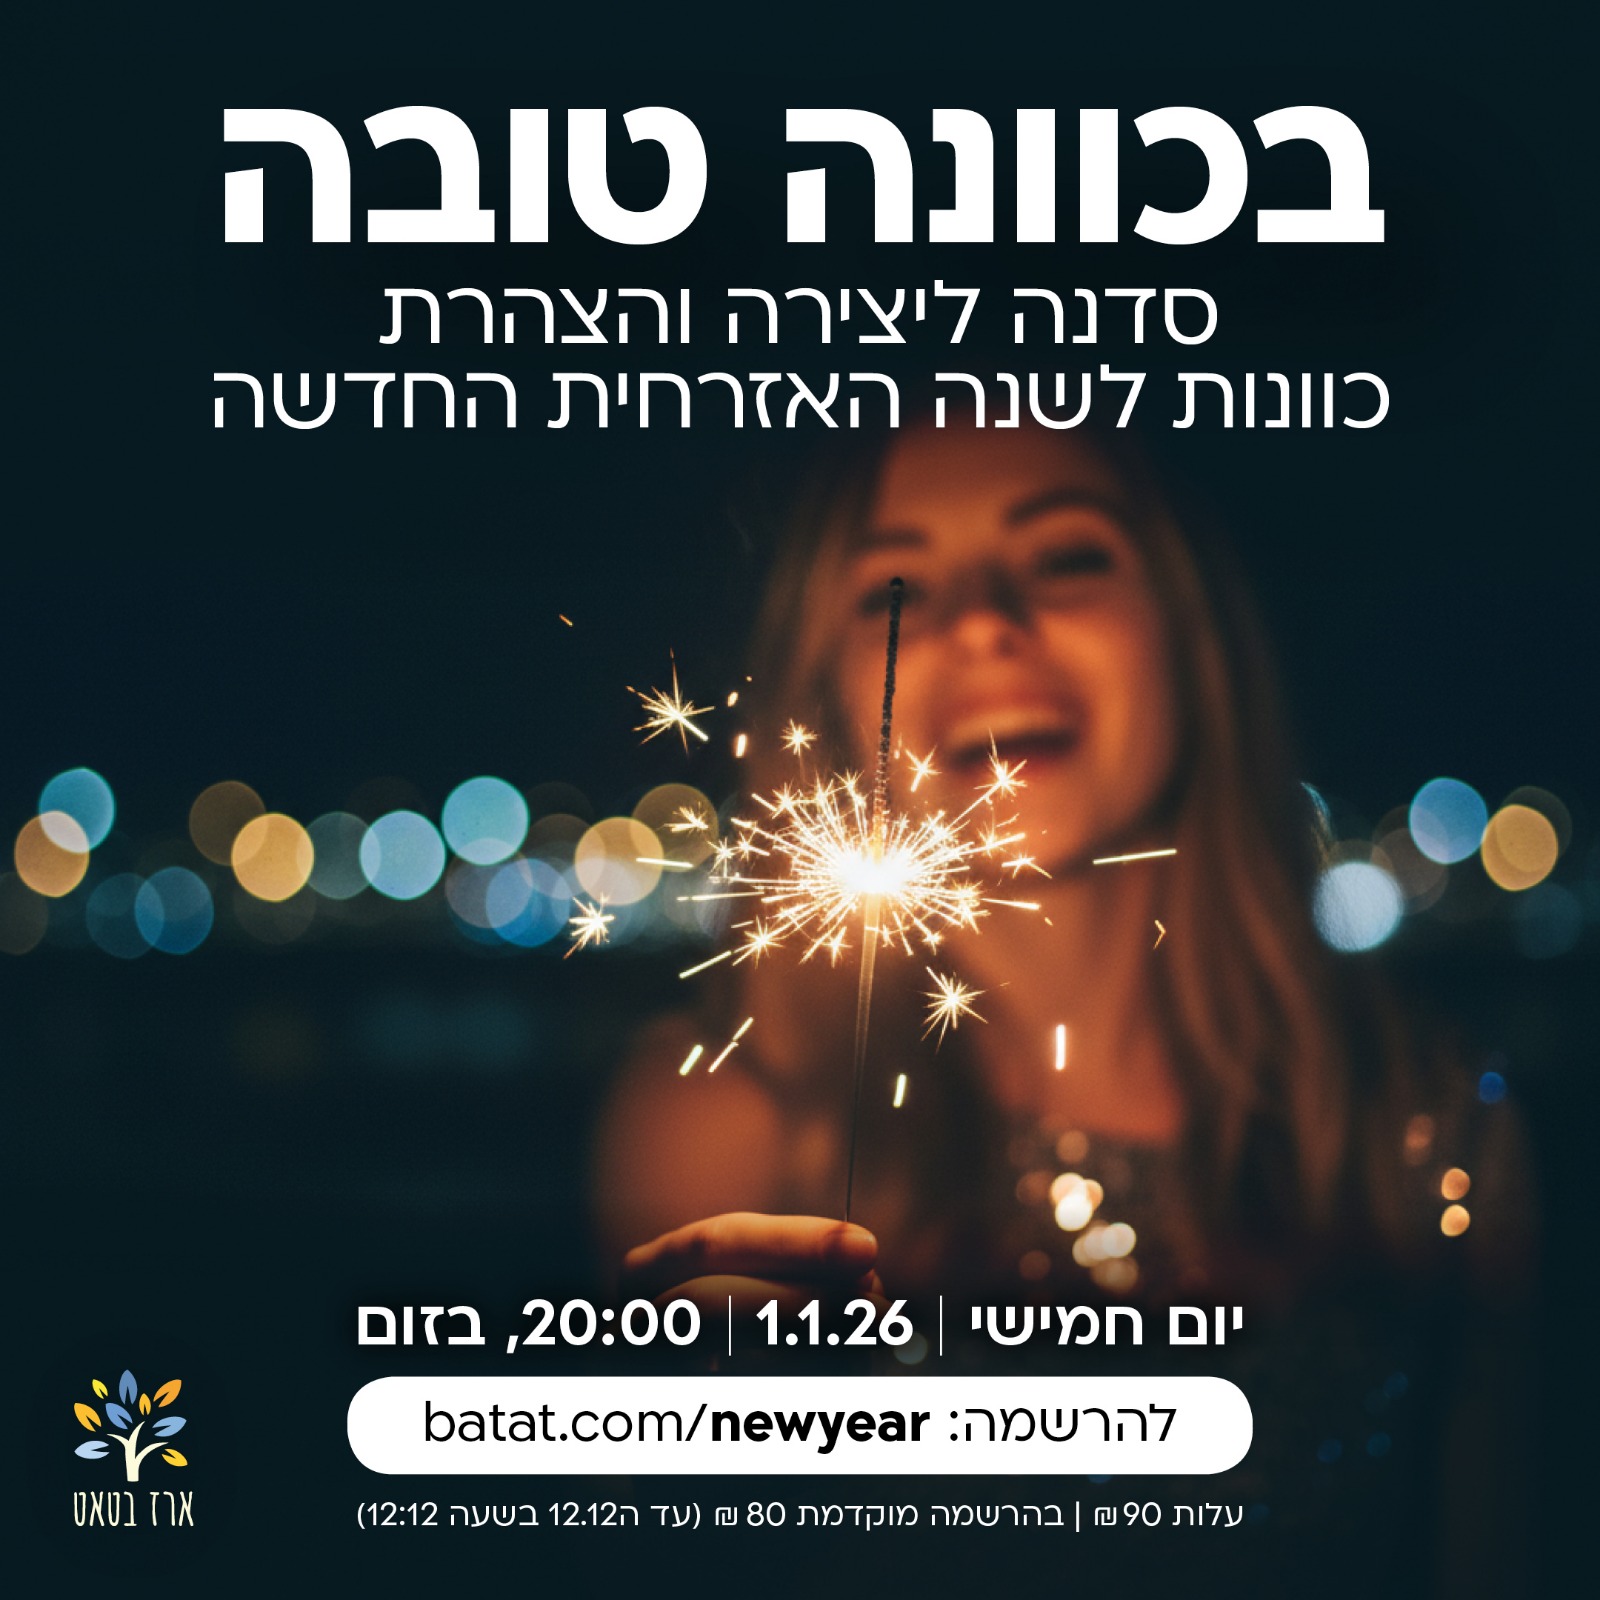 בכוונה טובה
סדנה ליצירה והצהרת
כוונות לשנה האזרחית החדשה
יום חמישי | 1.1.26 | 20:00, בזום
להרשמה: batat.com/newyear
עלות 90 ₪ | בהרשמה מוקדמת 80 ₪ (עד ה12.12 בשעה 12:12)
ארז בטאט